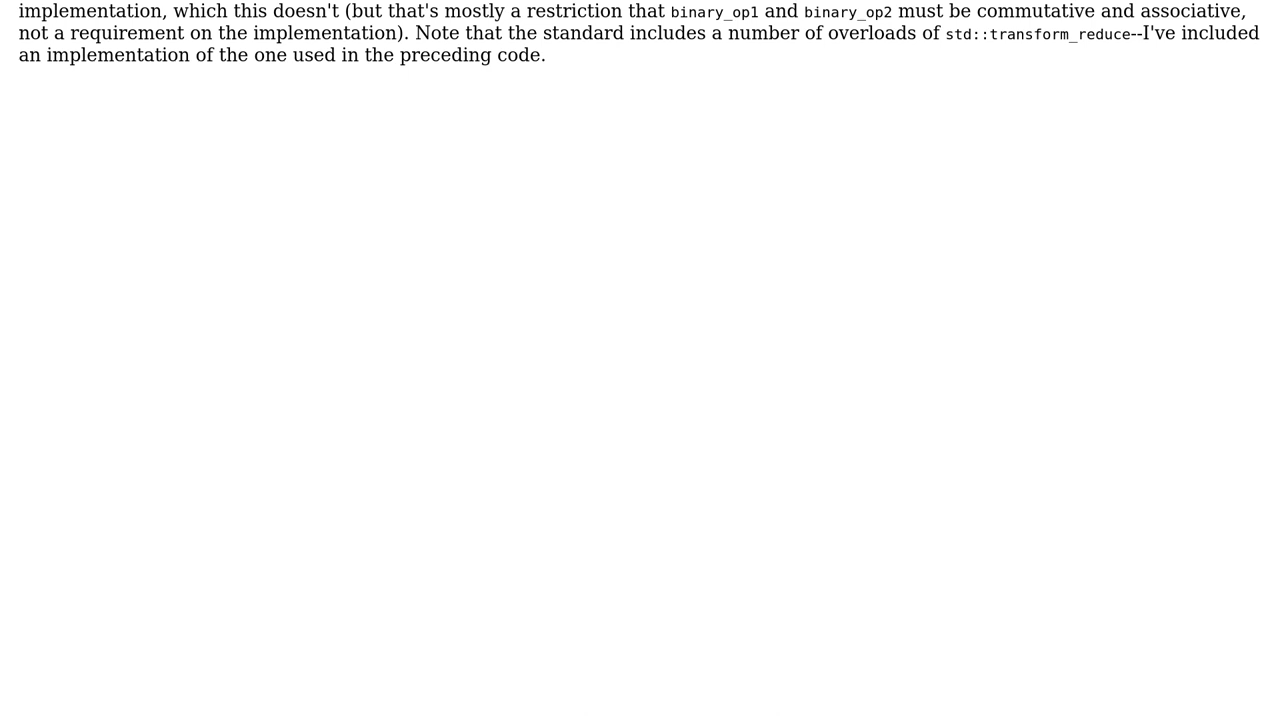 implementation, which this doesn't (but that's mostly a restriction that binary_op1 and binary_op2 must be commutative and associative,
not a requirement on the implementation). Note that the standard includes a number of overloads of std::transform_reduce--I've included
an implementation of the one used in the preceding code.